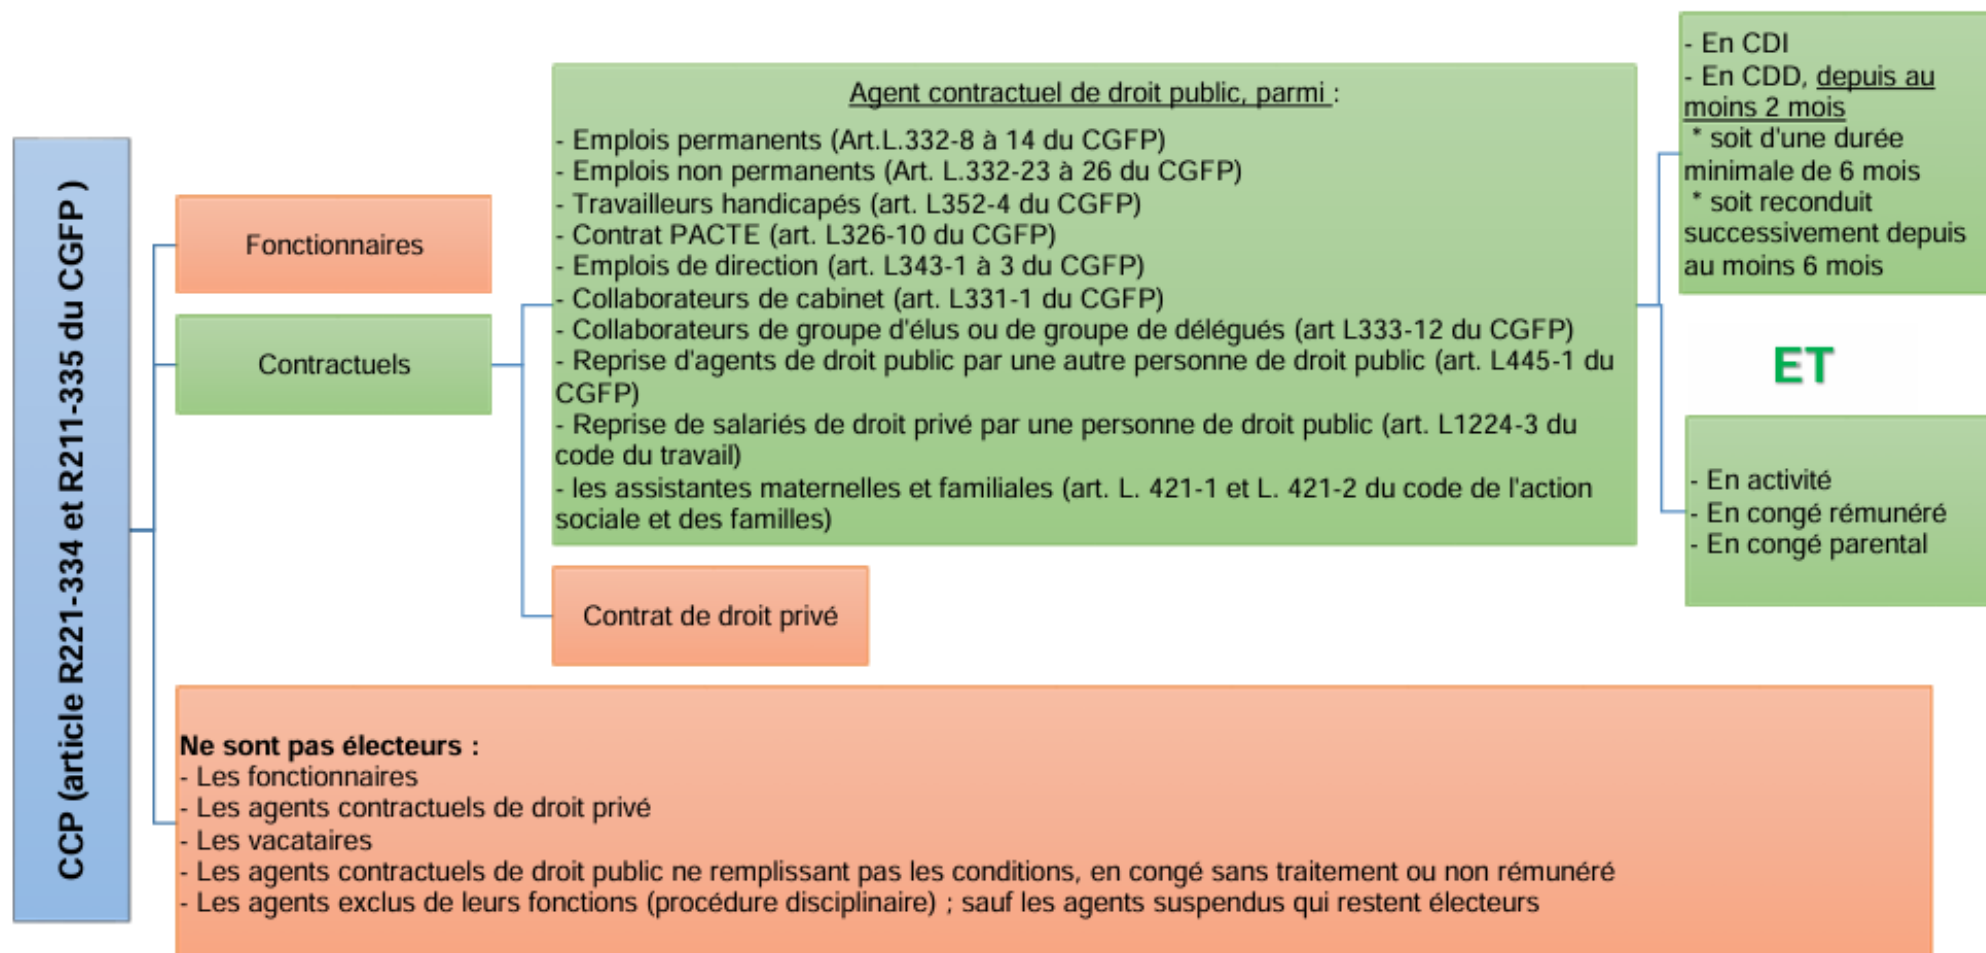 CCP (article R221-334 et R211-335 du CGFP )
Fonctionnaires
Contractuels
Agent contractuel de droit public, parmi :
- Emplois permanents (Art.L.332-8 à 14 du CGFP)
- Emplois non permanents (Art. L.332-23 à 26 du CGFP)
- Travailleurs handicapés (art. L352-4 du CGFP)
- Contrat PACTE (art. L326-10 du CGFP)
- Emplois de direction (art. L343-1 à 3 du CGFP)
- Collaborateurs de cabinet (art. L331-1 du CGFP)
- Collaborateurs de groupe d'élus ou de groupe de délégués (art L333-12 du CGFP)
- Reprise d'agents de droit public par une autre personne de droit public (art. L445-1 du
CGFP)
- Reprise de salariés de droit privé par une personne de droit public (art. L1224-3 du
code du travail)
- les assistantes maternelles et familiales (art. L. 421-1 et L. 421-2 du code de l'action
sociale et des familles)
Contrat de droit privé
- En CDI
- En CDD, depuis au
moins 2 mois
* soit d'une durée
minimale de 6 mois
* soit reconduit
successivement depuis
au moins 6 mois
ET
- En activité
- En congé rémunéré
- En congé parental
Ne sont pas électeurs :
- Les fonctionnaires
- Les agents contractuels de droit privé
- Les vacataires
- Les agents contractuels de droit public ne remplissant pas les conditions, en congé sans traitement ou non rémunéré
- Les agents exclus de leurs fonctions (procédure disciplinaire) ; sauf les agents suspendus qui restent électeurs